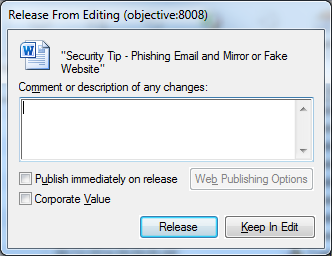 Release From Editing (objective:8008)
"Security Tip - Phishing Email and Mirror or Fake
Website"
Comment or description of any changes:
Publish immediately on release
Web Publishing Options
Corporate Value
Release
Keep In Edit